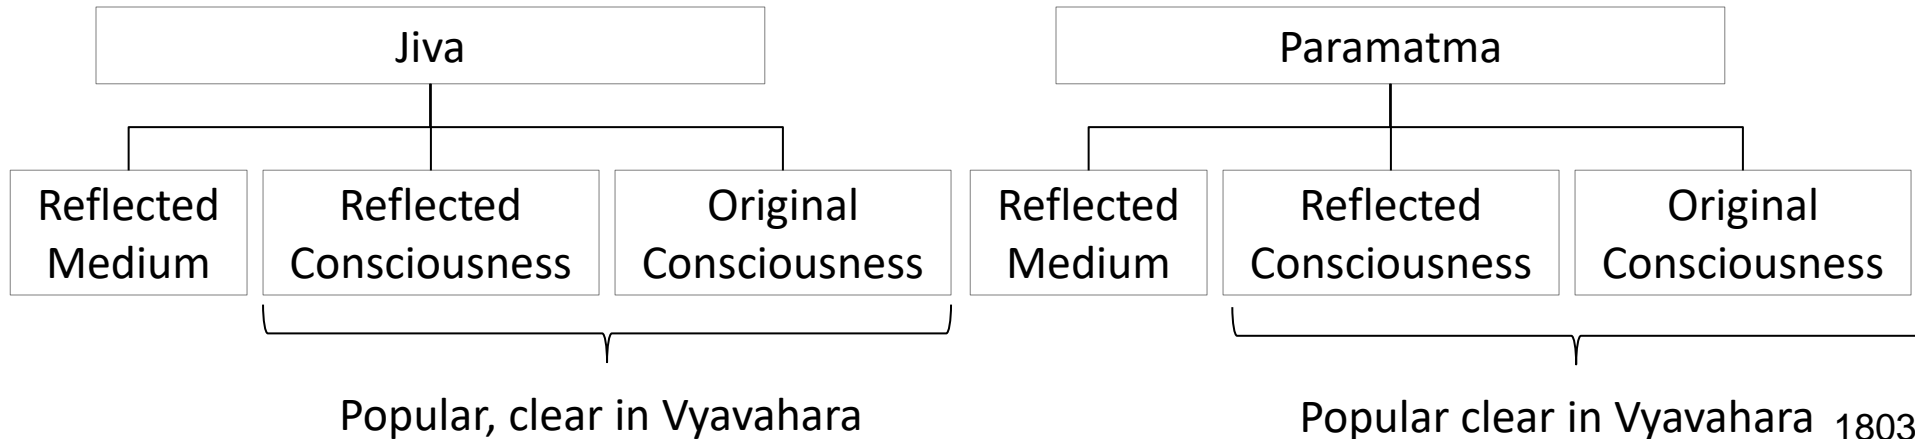 Jiva
Paramatma
Reflected
Medium
Reflected
Consciousness
Original
Consciousness
Reflected
Medium
Reflected
Consciousness
Original
Consciousness
Popular, clear in Vyavahara
Popular clear in Vyavahara
1803